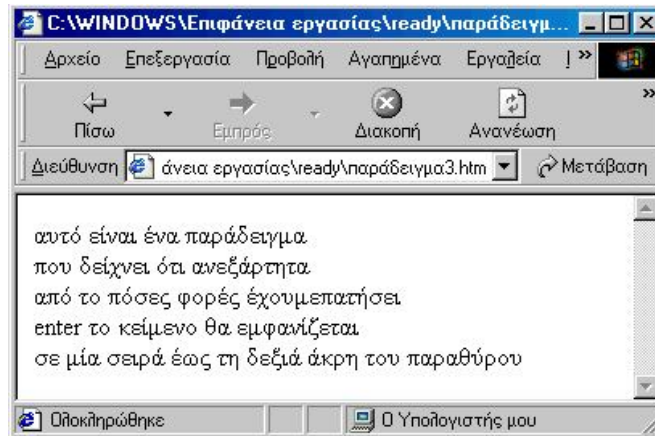 C:\WINDOWS\Επιφάνεια εργασίας\ready\παράδειγμ...
Αρχείο Επεξεργασία Προβολή Αγαπημένα Εργαλεία »
Πίσω Εμπρός Διακοπή Ανανέωση »
Διεύθυνση άνεια εργασίας\ready\παράδειγμα3.htm Μετάβαση
αυτό είναι ένα παράδειγμα
που δείχνει ότι ανεξάρτητα
από το πόσες φορές έχουμεπατήσει
enter το κείμενο θα εμφανίζεται
σε μία σειρά έως τη δεξιά άκρη του παραθύρου
Ολοκληρώθηκε Ο Υπολογιστής μου